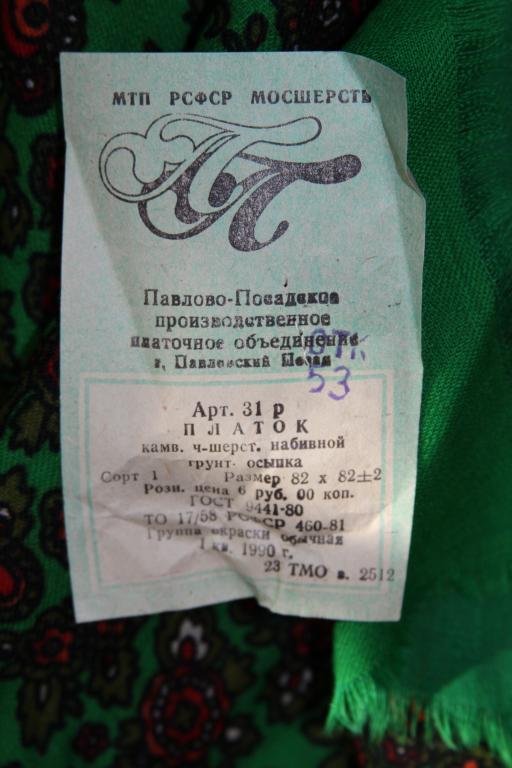 МТП РСФСР МОСШЕРСТЬ
ПП
Павлово-Посадское
производственное
платочное объединение
г. Павловский Посад
ОТК
53
Арт. 31 р
ПЛАТОК
камв. ч-шерст. набивной
грунт- осыпка
Сорт 1 Размер 82 х 82±2
Розн. цена 6 руб. 00 коп.
ГОСТ 9441-80
ТО 17/58 РСФСР 460-81
Группа окраски обычная
1 кв. 1990 г.
23 ТМО з. 2512